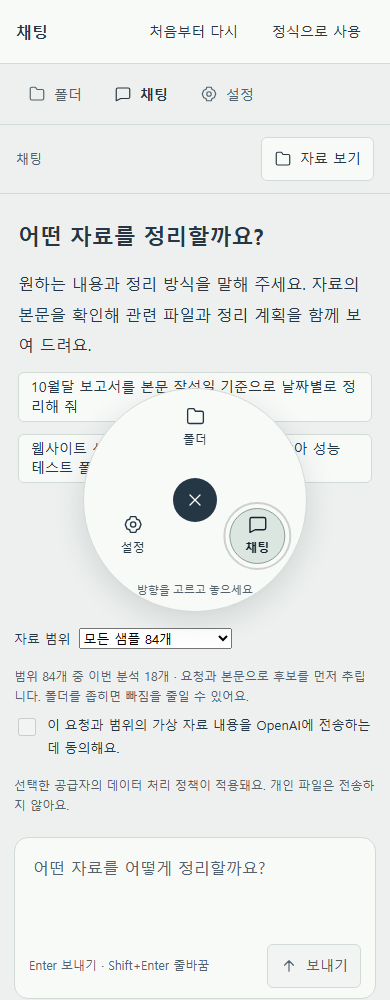 채팅 처음부터 다시 정식으로 사용
폴더 채팅 설정
채팅 자료 보기
어떤 자료를 정리할까요?
원하는 내용과 정리 방식을 말해 주세요. 자료의
본문을 확인해 관련 파일과 정리 계획을 함께 보
여 드려요.
10월달 보고서를 본문 작성일 기준으로 날짜별로 정
리해 줘
웹사이트 성능
테스트
폴더
설정
채팅
방향을 고르고 놓으세요
자료 범위 모든 샘플 84개
범위 84개 중 이번 분석 18개 · 요청과 본문으로 후보를 먼저 추립
니다. 폴더를 좁히면 빠짐을 줄일 수 있어요.
이 요청과 범위의 가상 자료 내용을 OpenAI에 전송하는
데 동의해요.
선택한 공급자의 데이터 처리 정책이 적용돼요. 개인 파일은 전송하
지 않아요.
어떤 자료를 어떻게 정리할까요?
Enter 보내기 · Shift+Enter 줄바꿈 보내기